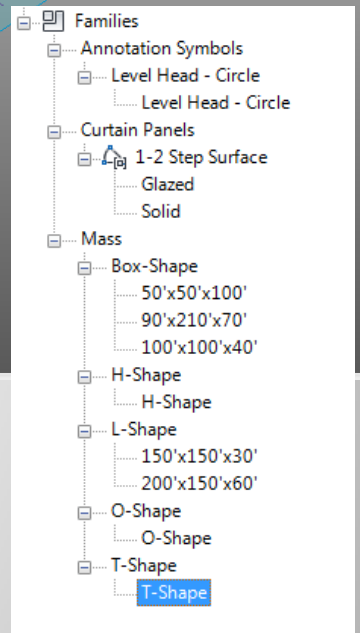 Families
Annotation Symbols
Level Head - Circle
Level Head - Circle
Curtain Panels
1-2 Step Surface
Glazed
Solid
Mass
Box-Shape
50'x50'x100'
90'x210'x70'
100'x100'x40'
H-Shape
H-Shape
L-Shape
150'x150'x30'
200'x150'x60'
O-Shape
O-Shape
T-Shape
T-Shape